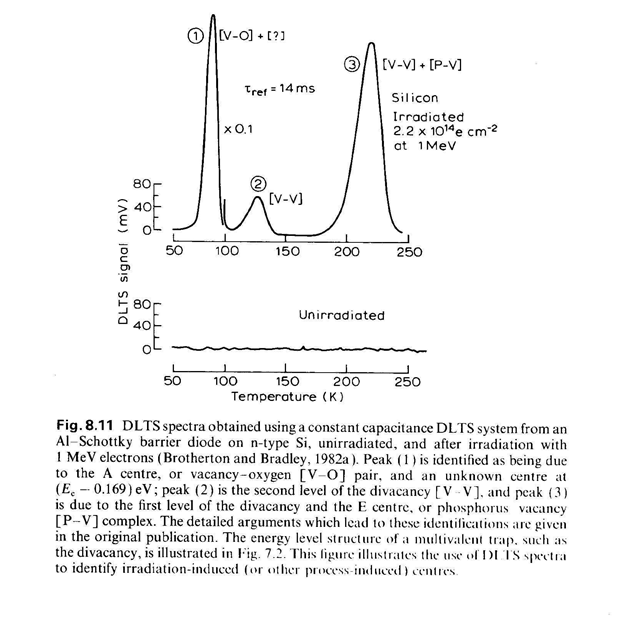 ① [V-O] + [?]
③ [V-V] + [P-V]
τref = 14 ms
Silicon
Irradiated
2.2 x 10¹⁴e cm⁻²
at 1 MeV
x 0.1
②
[V-V]
80
40
0
50 100 150 200 250
DLTS signal (mV)
80
40
0
Unirradiated
50 100 150 200 250
Temperature (K)
Fig. 8.11 DLTS spectra obtained using a constant capacitance DLTS system from an
Al–Schottky barrier diode on n-type Si, unirradiated, and after irradiation with
1 MeV electrons (Brotherton and Bradley, 1982a). Peak (1) is identified as being due
to the A centre, or vacancy–oxygen [V–O] pair, and an unknown centre at
(Ec − 0.169) eV; peak (2) is the second level of the divacancy [V–V], and peak (3)
is due to the first level of the divacancy and the E centre, or phosphorus vacancy
[P–V] complex. The detailed arguments which lead to these identifications are given
in the original publication. The energy level structure of a multivalent trap, such as
the divacancy, is illustrated in Fig. 7.2. This figure illustrates the use of DLTS spectra
to identify irradiation-induced (or other process-induced) centres.